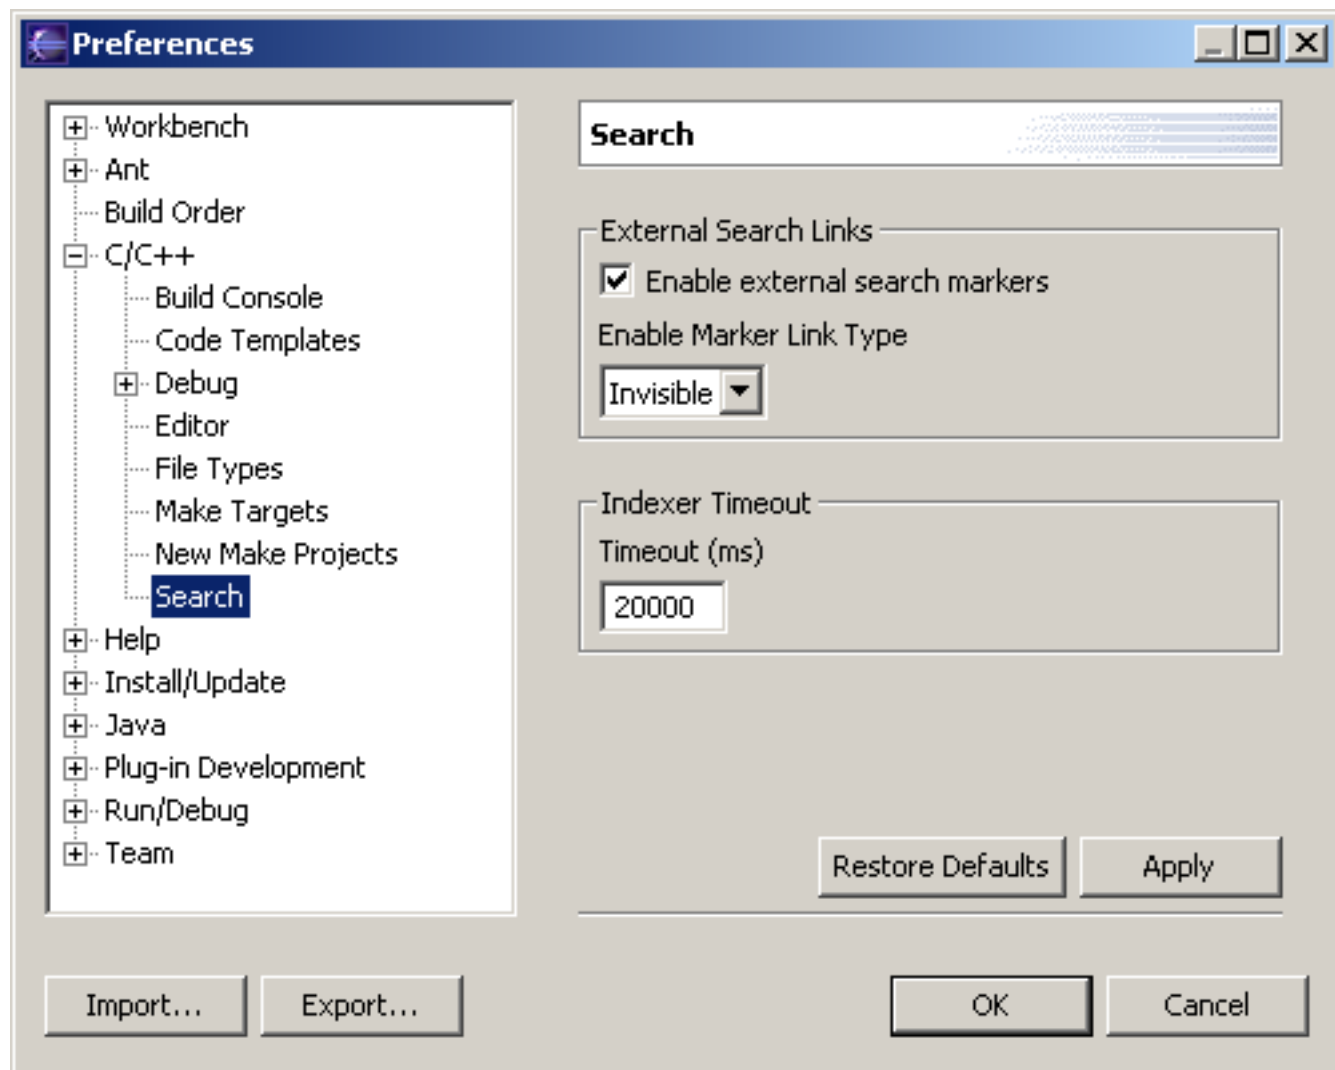 Preferences
Workbench
Ant
Build Order
C/C++
Build Console
Code Templates
Debug
Editor
File Types
Make Targets
New Make Projects
Search
Help
Install/Update
Java
Plug-in Development
Run/Debug
Team
Search
External Search Links
Enable external search markers
Enable Marker Link Type
Invisible
Indexer Timeout
Timeout (ms)
20000
Restore Defaults
Apply
Import...
Export...
OK
Cancel